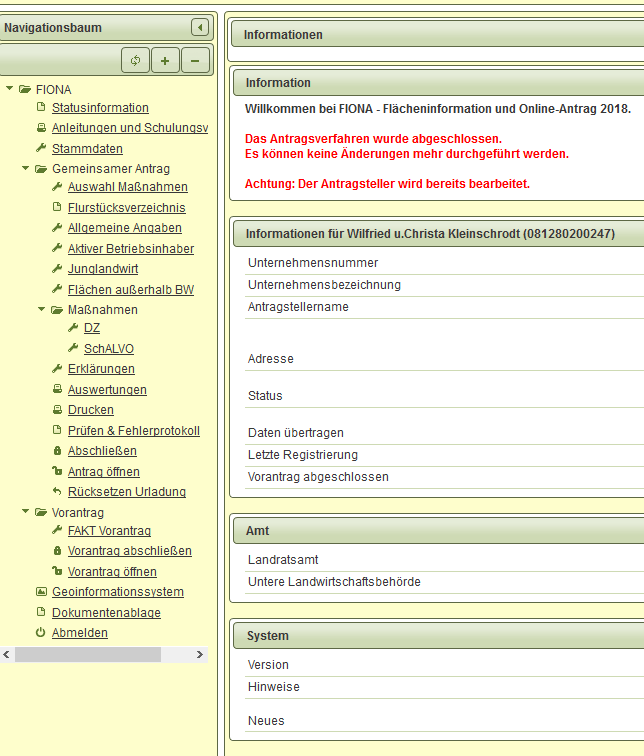 Navigationsbaum
FIONA
Statusinformation
Anleitungen und Schulungsv
Stammdaten
Gemeinsamer Antrag
Auswahl Maßnahmen
Flurstücksverzeichnis
Allgemeine Angaben
Aktiver Betriebsinhaber
Junglandwirt
Flächen außerhalb BW
Maßnahmen
DZ
SchALVO
Erklärungen
Auswertungen
Drucken
Prüfen & Fehlerprotokoll
Abschließen
Antrag öffnen
Rücksetzen Urladung
Vorantrag
FAKT Vorantrag
Vorantrag abschließen
Vorantrag öffnen
Geoinformationssystem
Dokumentenablage
Abmelden
Informationen
Information
Willkommen bei FIONA - Flächeninformation und Online-Antrag 2018.
Das Antragsverfahren wurde abgeschlossen.
Es können keine Änderungen mehr durchgeführt werden.
Achtung: Der Antragsteller wird bereits bearbeitet.
Informationen für Wilfried u.Christa Kleinschrodt (081280200247)
Unternehmensnummer
Unternehmensbezeichnung
Antragstellername
Adresse
Status
Daten übertragen
Letzte Registrierung
Vorantrag abgeschlossen
Amt
Landratsamt
Untere Landwirtschaftsbehörde
System
Version
Hinweise
Neues